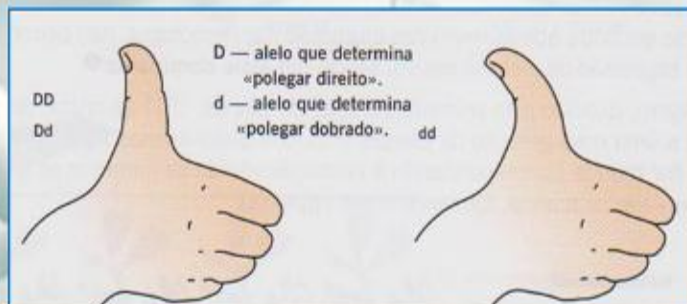 D — alelo que determina
«polegar direito».
DD
Dd
d — alelo que determina
«polegar dobrado».
dd